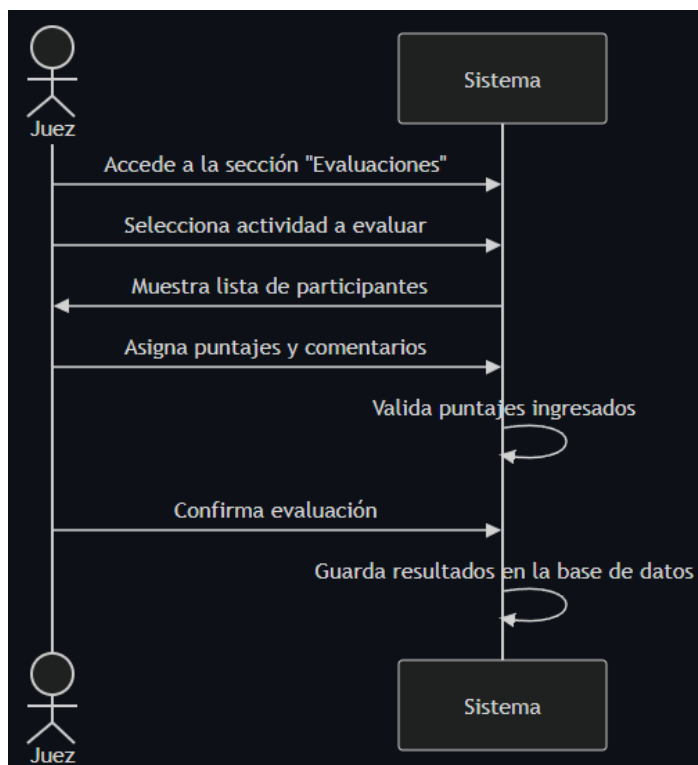 Juez
Sistema
Accede a la sección "Evaluaciones"
Selecciona actividad a evaluar
Muestra lista de participantes
Asigna puntajes y comentarios
Valida puntajes ingresados
Confirma evaluación
Guarda resultados en la base de datos
Juez
Sistema